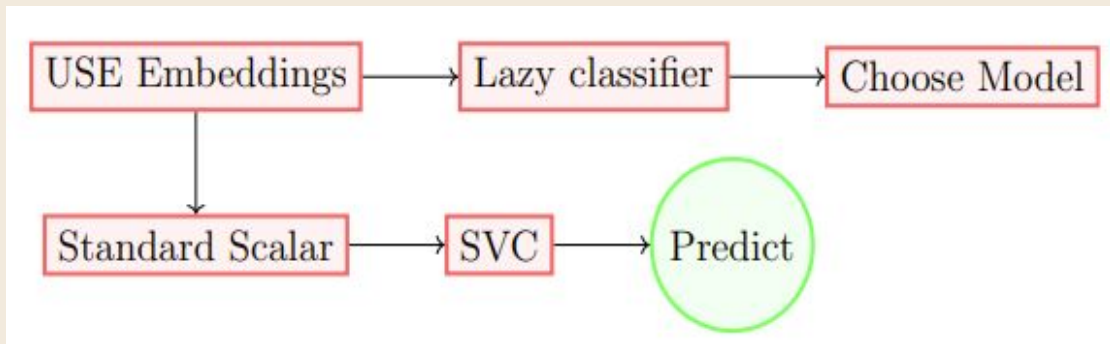 USE Embeddings
Lazy classifier
Choose Model
Standard Scalar
SVC
Predict